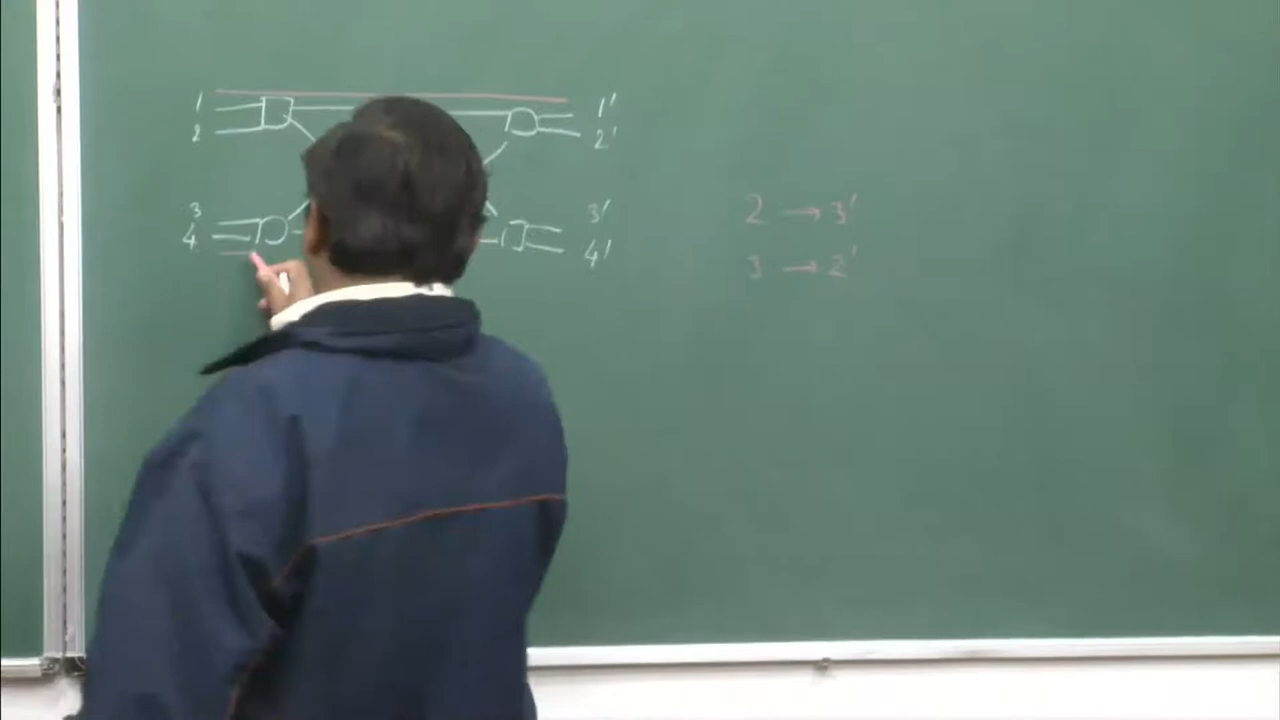 1 1'
2 2'
3 3'
4 4'
2 → 3'
3 → 2'